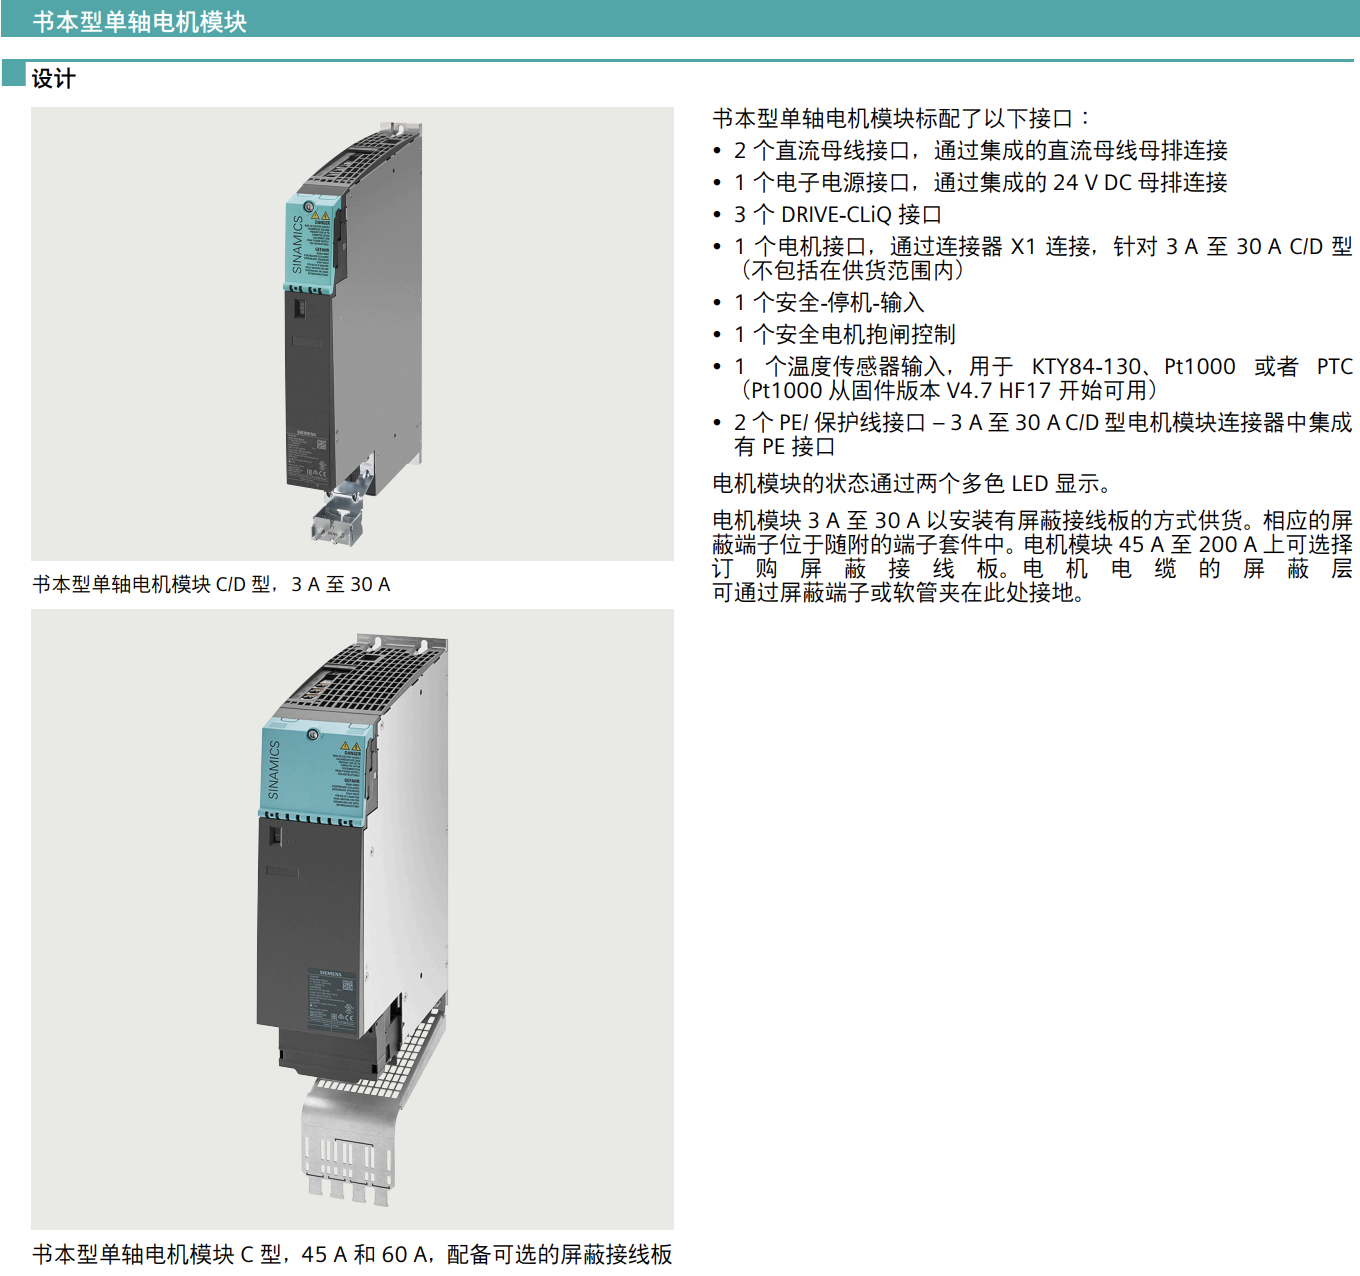 书本型单轴电机模块
设计
SINAMICS
DANGER
GEFAHR
SIEMENS
书本型单轴电机模块 C/D 型，3 A 至 30 A
SINAMICS
DANGER
GEFAHR
SIEMENS
书本型单轴电机模块 C 型，45 A 和 60 A，配备可选的屏蔽接线板
书本型单轴电机模块标配了以下接口：
• 2 个直流母线接口，通过集成的直流母线母排连接
• 1 个电子电源接口，通过集成的 24 V DC 母排连接
• 3 个 DRIVE-CLiQ 接口
• 1 个电机接口，通过连接器 X1 连接，针对 3 A 至 30 A C/D 型
（不包括在供货范围内）
• 1 个安全-停机-输入
• 1 个安全电机抱闸控制
• 1 个温度传感器输入，用于 KTY84-130、Pt1000 或者 PTC
（Pt1000 从固件版本 V4.7 HF17 开始可用）
• 2 个 PE/ 保护线接口 – 3 A 至 30 A C/D 型电机模块连接器中集成
有 PE 接口
电机模块的状态通过两个多色 LED 显示。
电机模块 3 A 至 30 A 以安装有屏蔽接线板的方式供货。相应的屏
蔽端子位于随附的端子套件中。电机模块 45 A 至 200 A 上可选择
订购屏蔽接线板。电机电缆的屏蔽层
可通过屏蔽端子或软管夹在此处接地。